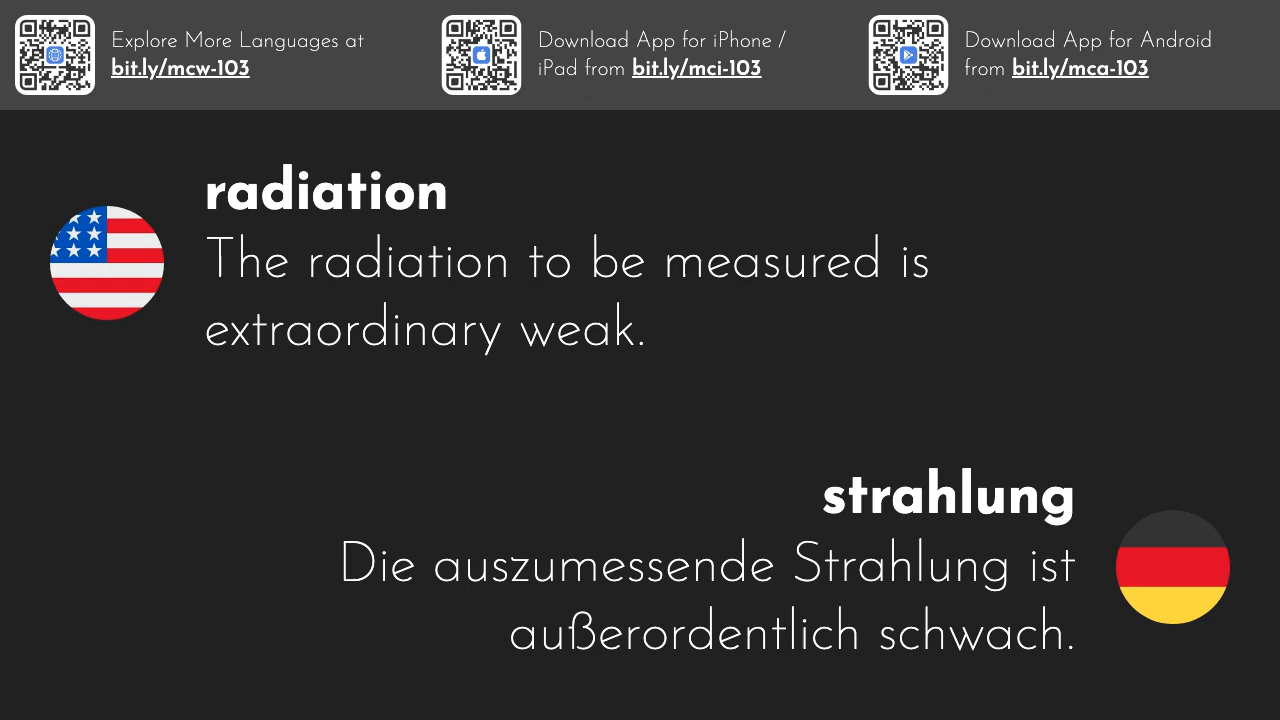 Explore More Languages at
bit.ly/mcw-103
Download App for iPhone /
iPad from bit.ly/mci-103
Download App for Android
from bit.ly/mca-103
radiation
The radiation to be measured is
extraordinary weak.
strahlung
Die auszumessende Strahlung ist
außerordentlich schwach.